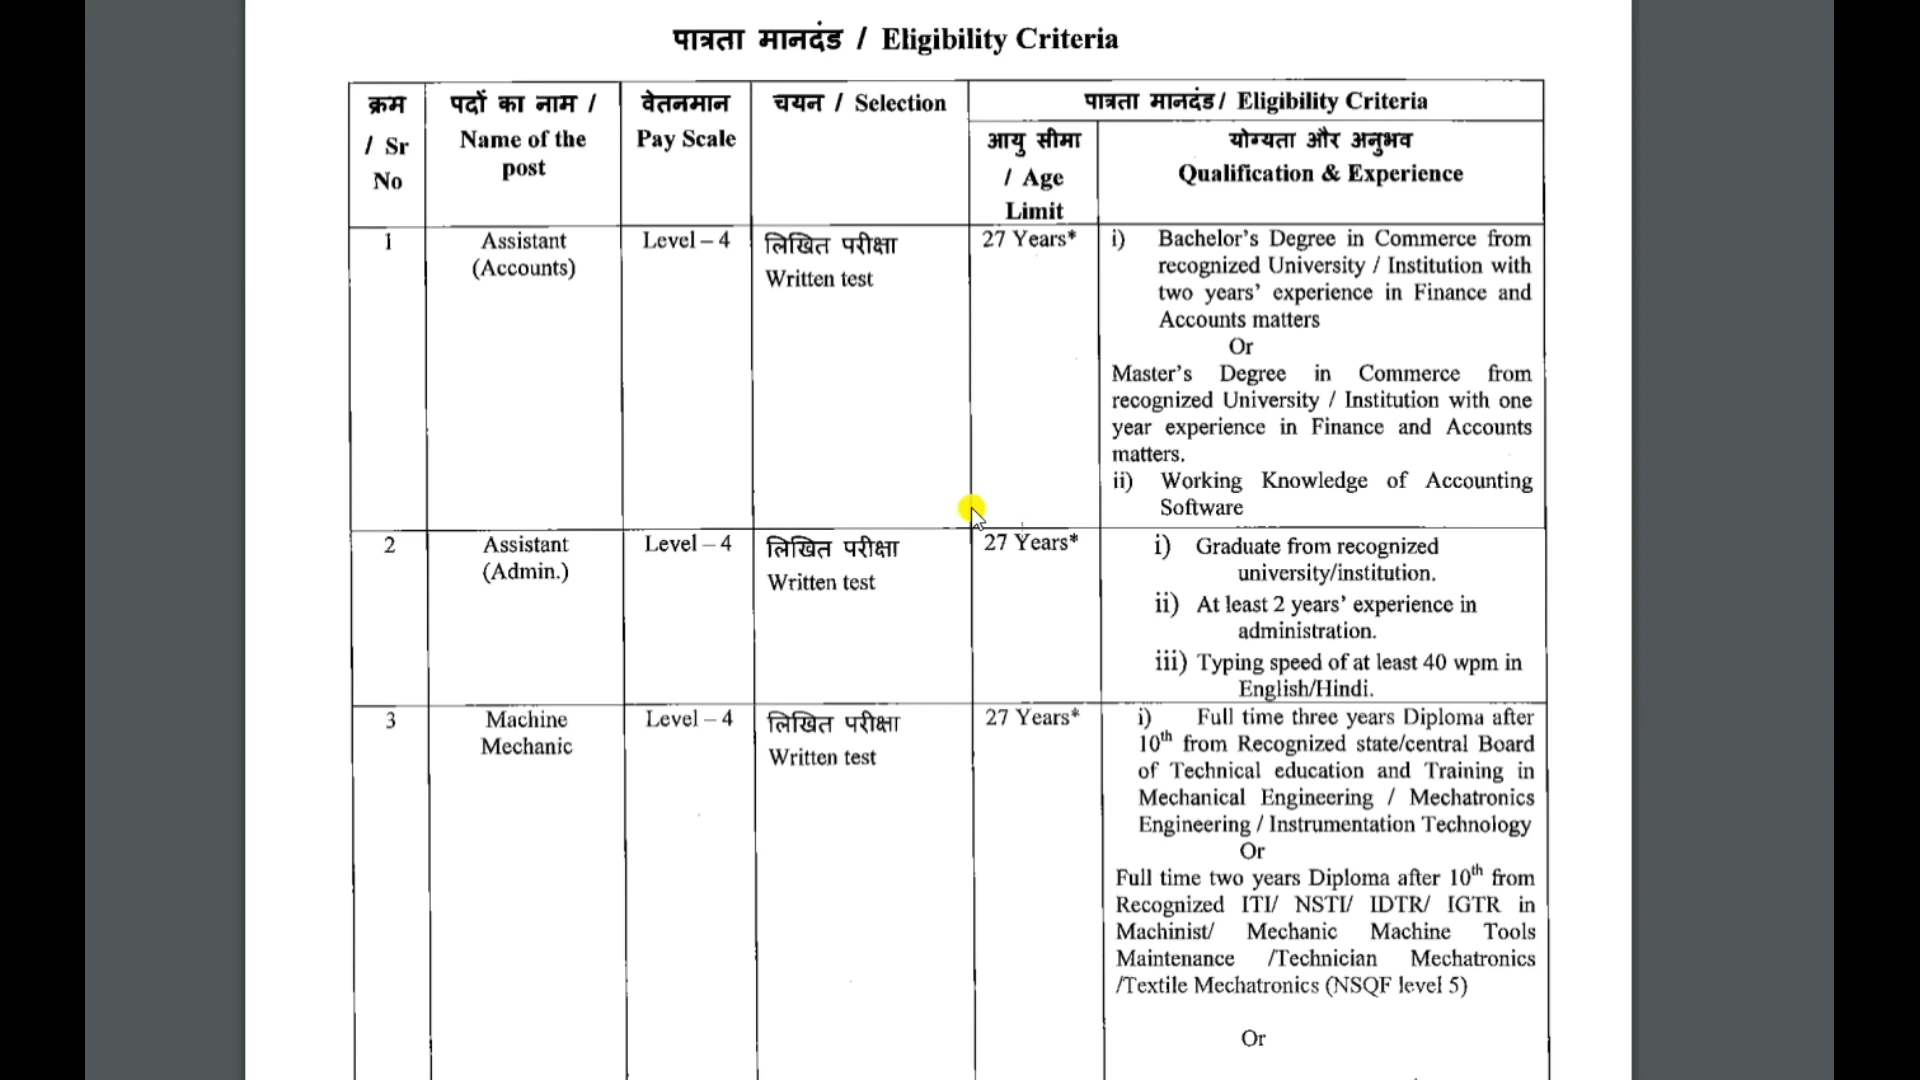 पात्रता मानदंड / Eligibility Criteria
क्रम / Sr No
पदों का नाम / Name of the post
वेतनमान Pay Scale
चयन / Selection
पात्रता मानदंड/ Eligibility Criteria
आयु सीमा / Age Limit
योग्यता और अनुभव
Qualification & Experience
1
Assistant
(Accounts)
Level – 4
लिखित परीक्षा
Written test
27 Years*
i) Bachelor’s Degree in Commerce from
recognized University / Institution with
two years’ experience in Finance and
Accounts matters
Or
Master’s Degree in Commerce from
recognized University / Institution with one
year experience in Finance and Accounts
matters.
ii) Working Knowledge of Accounting
Software
2
Assistant
(Admin.)
Level – 4
लिखित परीक्षा
Written test
27 Years*
i) Graduate from recognized
university/institution.
ii) At least 2 years’ experience in
administration.
iii) Typing speed of at least 40 wpm in
English/Hindi.
3
Machine
Mechanic
Level – 4
लिखित परीक्षा
Written test
27 Years*
i) Full time three years Diploma after
10th from Recognized state/central Board
of Technical education and Training in
Mechanical Engineering / Mechatronics
Engineering / Instrumentation Technology
Or
Full time two years Diploma after 10th from
Recognized ITI/ NSTI/ IDTR/ IGTR in
Machinist/ Mechanic Machine Tools
Maintenance /Technician Mechatronics
/Textile Mechatronics (NSQF level 5)
Or